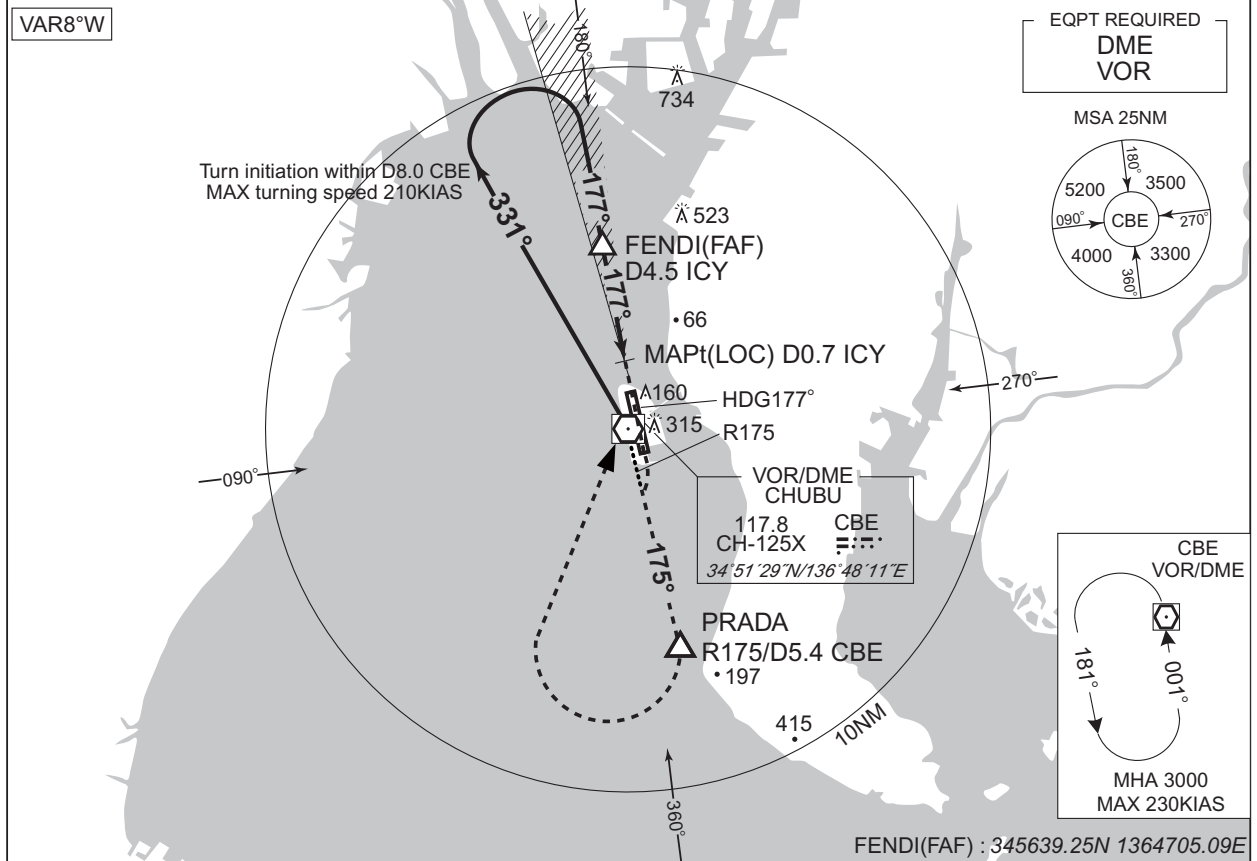 VAR8°W
EQPT REQUIRED
DME
VOR
MSA 25NM
180°
5200
3500
090°
CBE
270°
4000
3300
360°
180°
734
Turn initiation within D8.0 CBE
MAX turning speed 210KIAS
331°
177°
523
FENDI(FAF)
D4.5 ICY
177°
66
MAPt(LOC) D0.7 ICY
160
HDG177°
315
R175
270°
090°
VOR/DME
CHUBU
117.8 CBE
CH-125X
34°51′29″N/136°48′11″E
175°
PRADA
R175/D5.4 CBE
197
415
10NM
360°
CBE
VOR/DME
181°
001°
MHA 3000
MAX 230KIAS
FENDI(FAF) : 345639.25N 1364705.09E